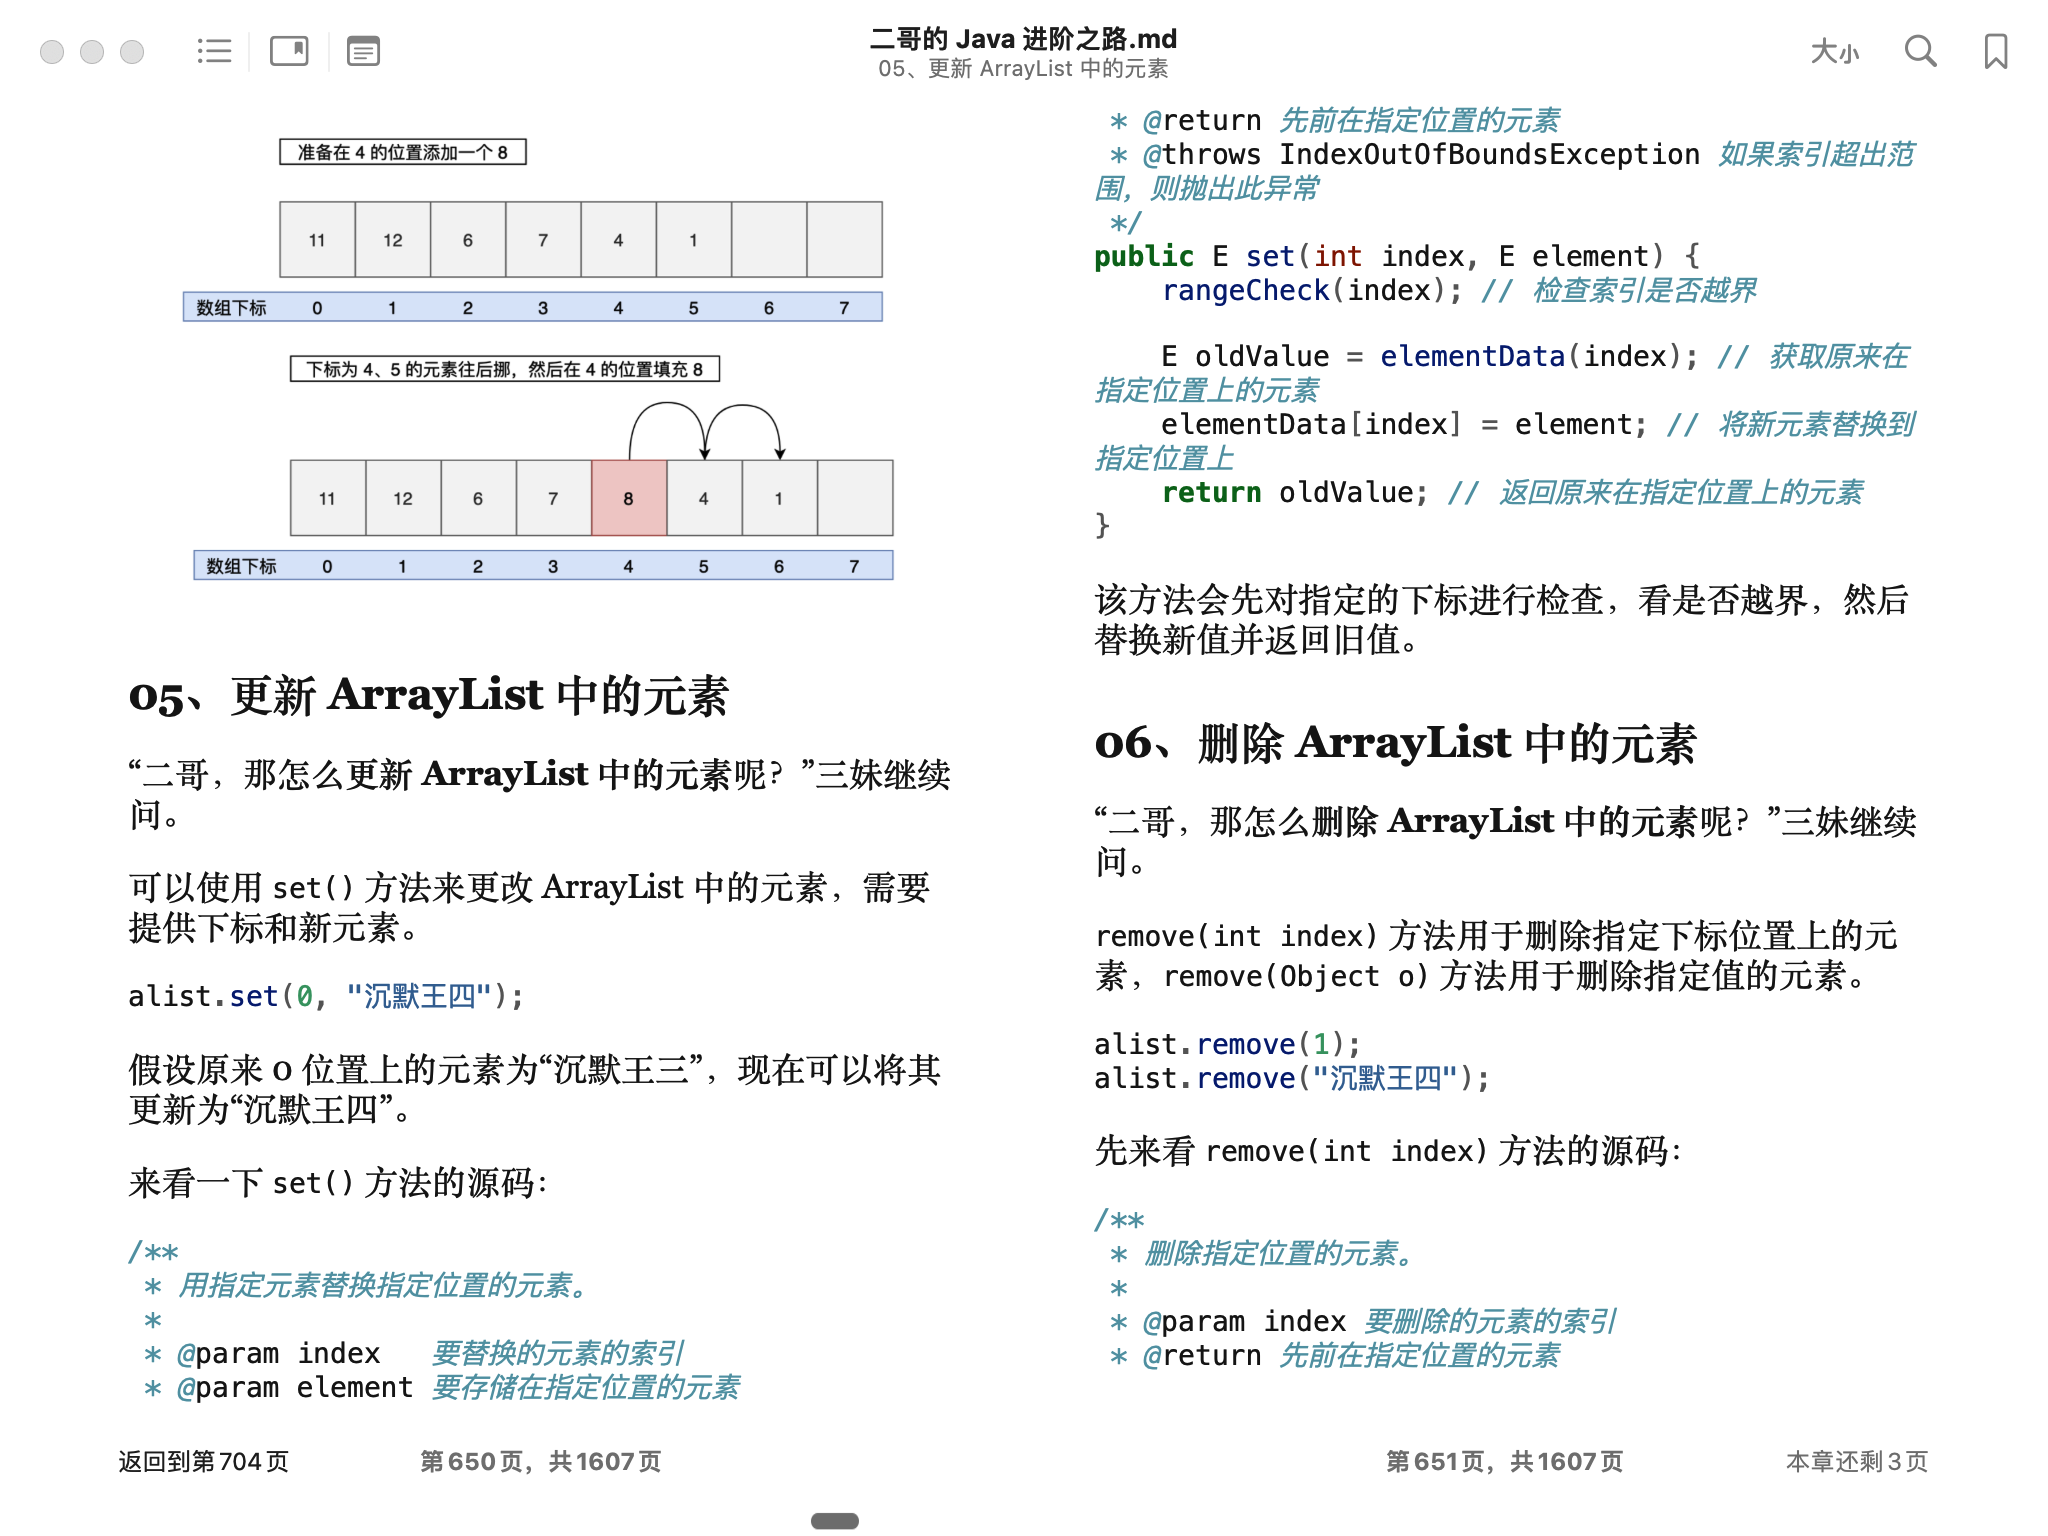 二哥的 Java 进阶之路.md
05、更新 ArrayList 中的元素
大小
准备在 4 的位置添加一个 8
11 12 6 7 4 1
数组下标 0 1 2 3 4 5 6 7
下标为 4、5 的元素往后挪，然后在 4 的位置填充 8
11 12 6 7 8 4 1
数组下标 0 1 2 3 4 5 6 7
05、更新 ArrayList 中的元素
“二哥，那怎么更新 ArrayList 中的元素呢？”三妹继续
问。
可以使用 set() 方法来更改 ArrayList 中的元素，需要
提供下标和新元素。
alist.set(0, "沉默王四");
假设原来 0 位置上的元素为“沉默王三”，现在可以将其
更新为“沉默王四”。
来看一下 set() 方法的源码：
/**
 * 用指定元素替换指定位置的元素。
 *
 * @param index   要替换的元素的索引
 * @param element 要存储在指定位置的元素
返回到第704页
第650页，共1607页
 * @return 先前在指定位置的元素
 * @throws IndexOutOfBoundsException 如果索引超出范
围，则抛出此异常
 */
public E set(int index, E element) {
    rangeCheck(index); // 检查索引是否越界
    E oldValue = elementData(index); // 获取原来在
指定位置上的元素
    elementData[index] = element; // 将新元素替换到
指定位置上
    return oldValue; // 返回原来在指定位置上的元素
}
该方法会先对指定的下标进行检查，看是否越界，然后
替换新值并返回旧值。
06、删除 ArrayList 中的元素
“二哥，那怎么删除 ArrayList 中的元素呢？”三妹继续
问。
remove(int index) 方法用于删除指定下标位置上的元
素，remove(Object o) 方法用于删除指定值的元素。
alist.remove(1);
alist.remove("沉默王四");
先来看 remove(int index) 方法的源码：
/**
 * 删除指定位置的元素。
 *
 * @param index 要删除的元素的索引
 * @return 先前在指定位置的元素
第651页，共1607页
本章还剩3页